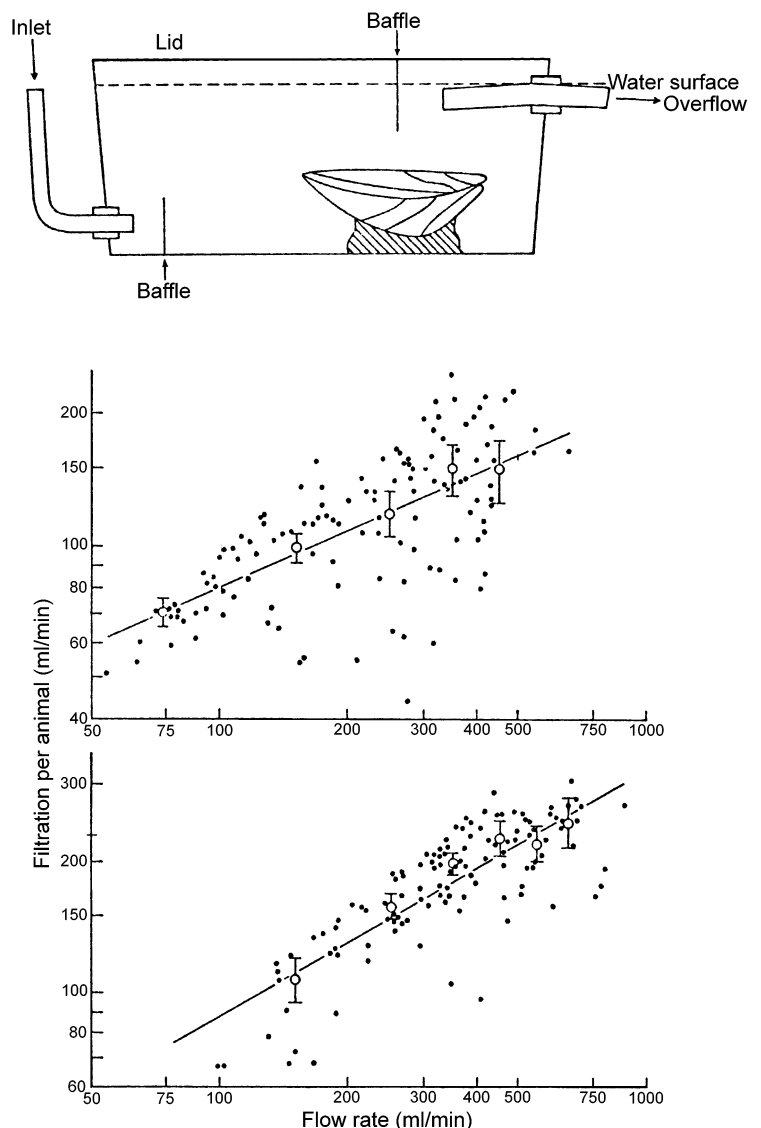 Inlet
Lid
Baffle
Water surface
Overflow
Baffle
Filtration per animal (ml/min)
200
150
100
80
60
40
50 75 100 200 300 400 500 750 1000
300
200
150
100
80
60
50 75 100 200 300 400 500 750 1000
Flow rate (ml/min)